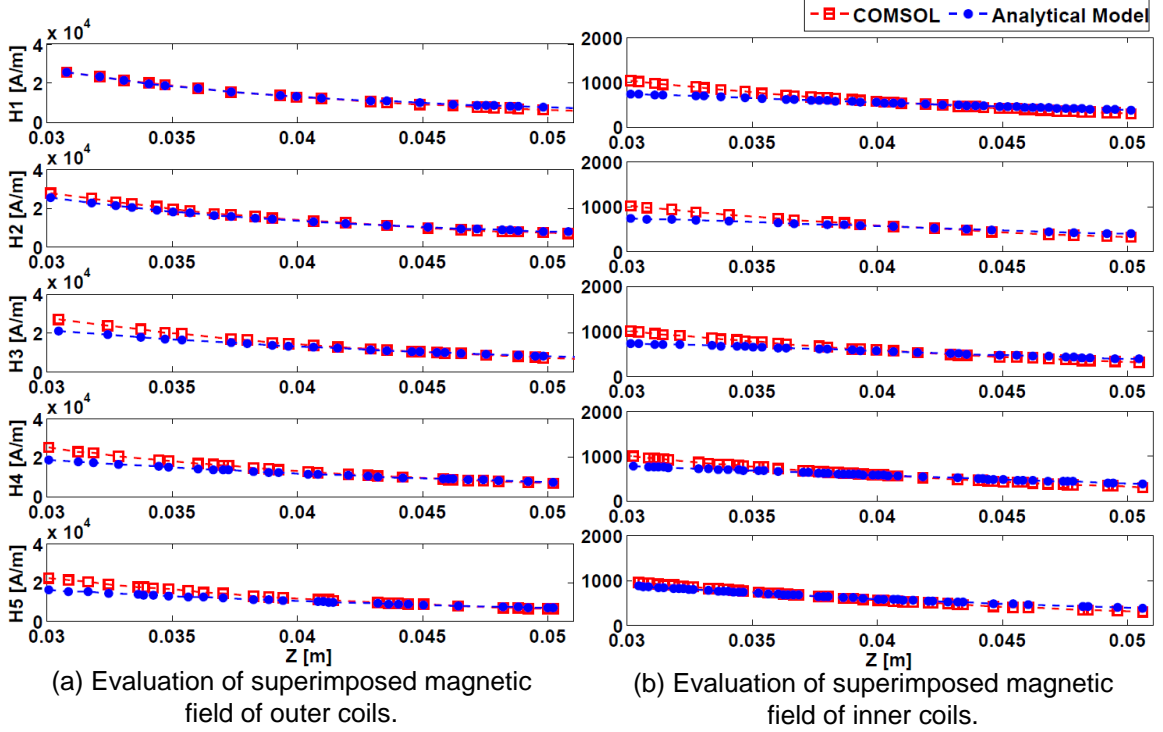 COMSOL Analytical Model
x 10^4
4
2
0
H1 [A/m]
0.03 0.035 0.04 0.045 0.05
x 10^4
4
2
0
H2 [A/m]
0.03 0.035 0.04 0.045 0.05
x 10^4
4
2
0
H3 [A/m]
0.03 0.035 0.04 0.045 0.05
x 10^4
4
2
0
H4 [A/m]
0.03 0.035 0.04 0.045 0.05
x 10^4
4
2
0
H5 [A/m]
0.03 0.035 0.04 0.045 0.05
Z [m]
(a) Evaluation of superimposed magnetic
field of outer coils.
2000
1000
0
0.03 0.035 0.04 0.045 0.05
2000
1000
0
0.03 0.035 0.04 0.045 0.05
2000
1000
0
0.03 0.035 0.04 0.045 0.05
2000
1000
0
0.03 0.035 0.04 0.045 0.05
2000
1000
0
0.03 0.035 0.04 0.045 0.05
Z [m]
(b) Evaluation of superimposed magnetic
field of inner coils.